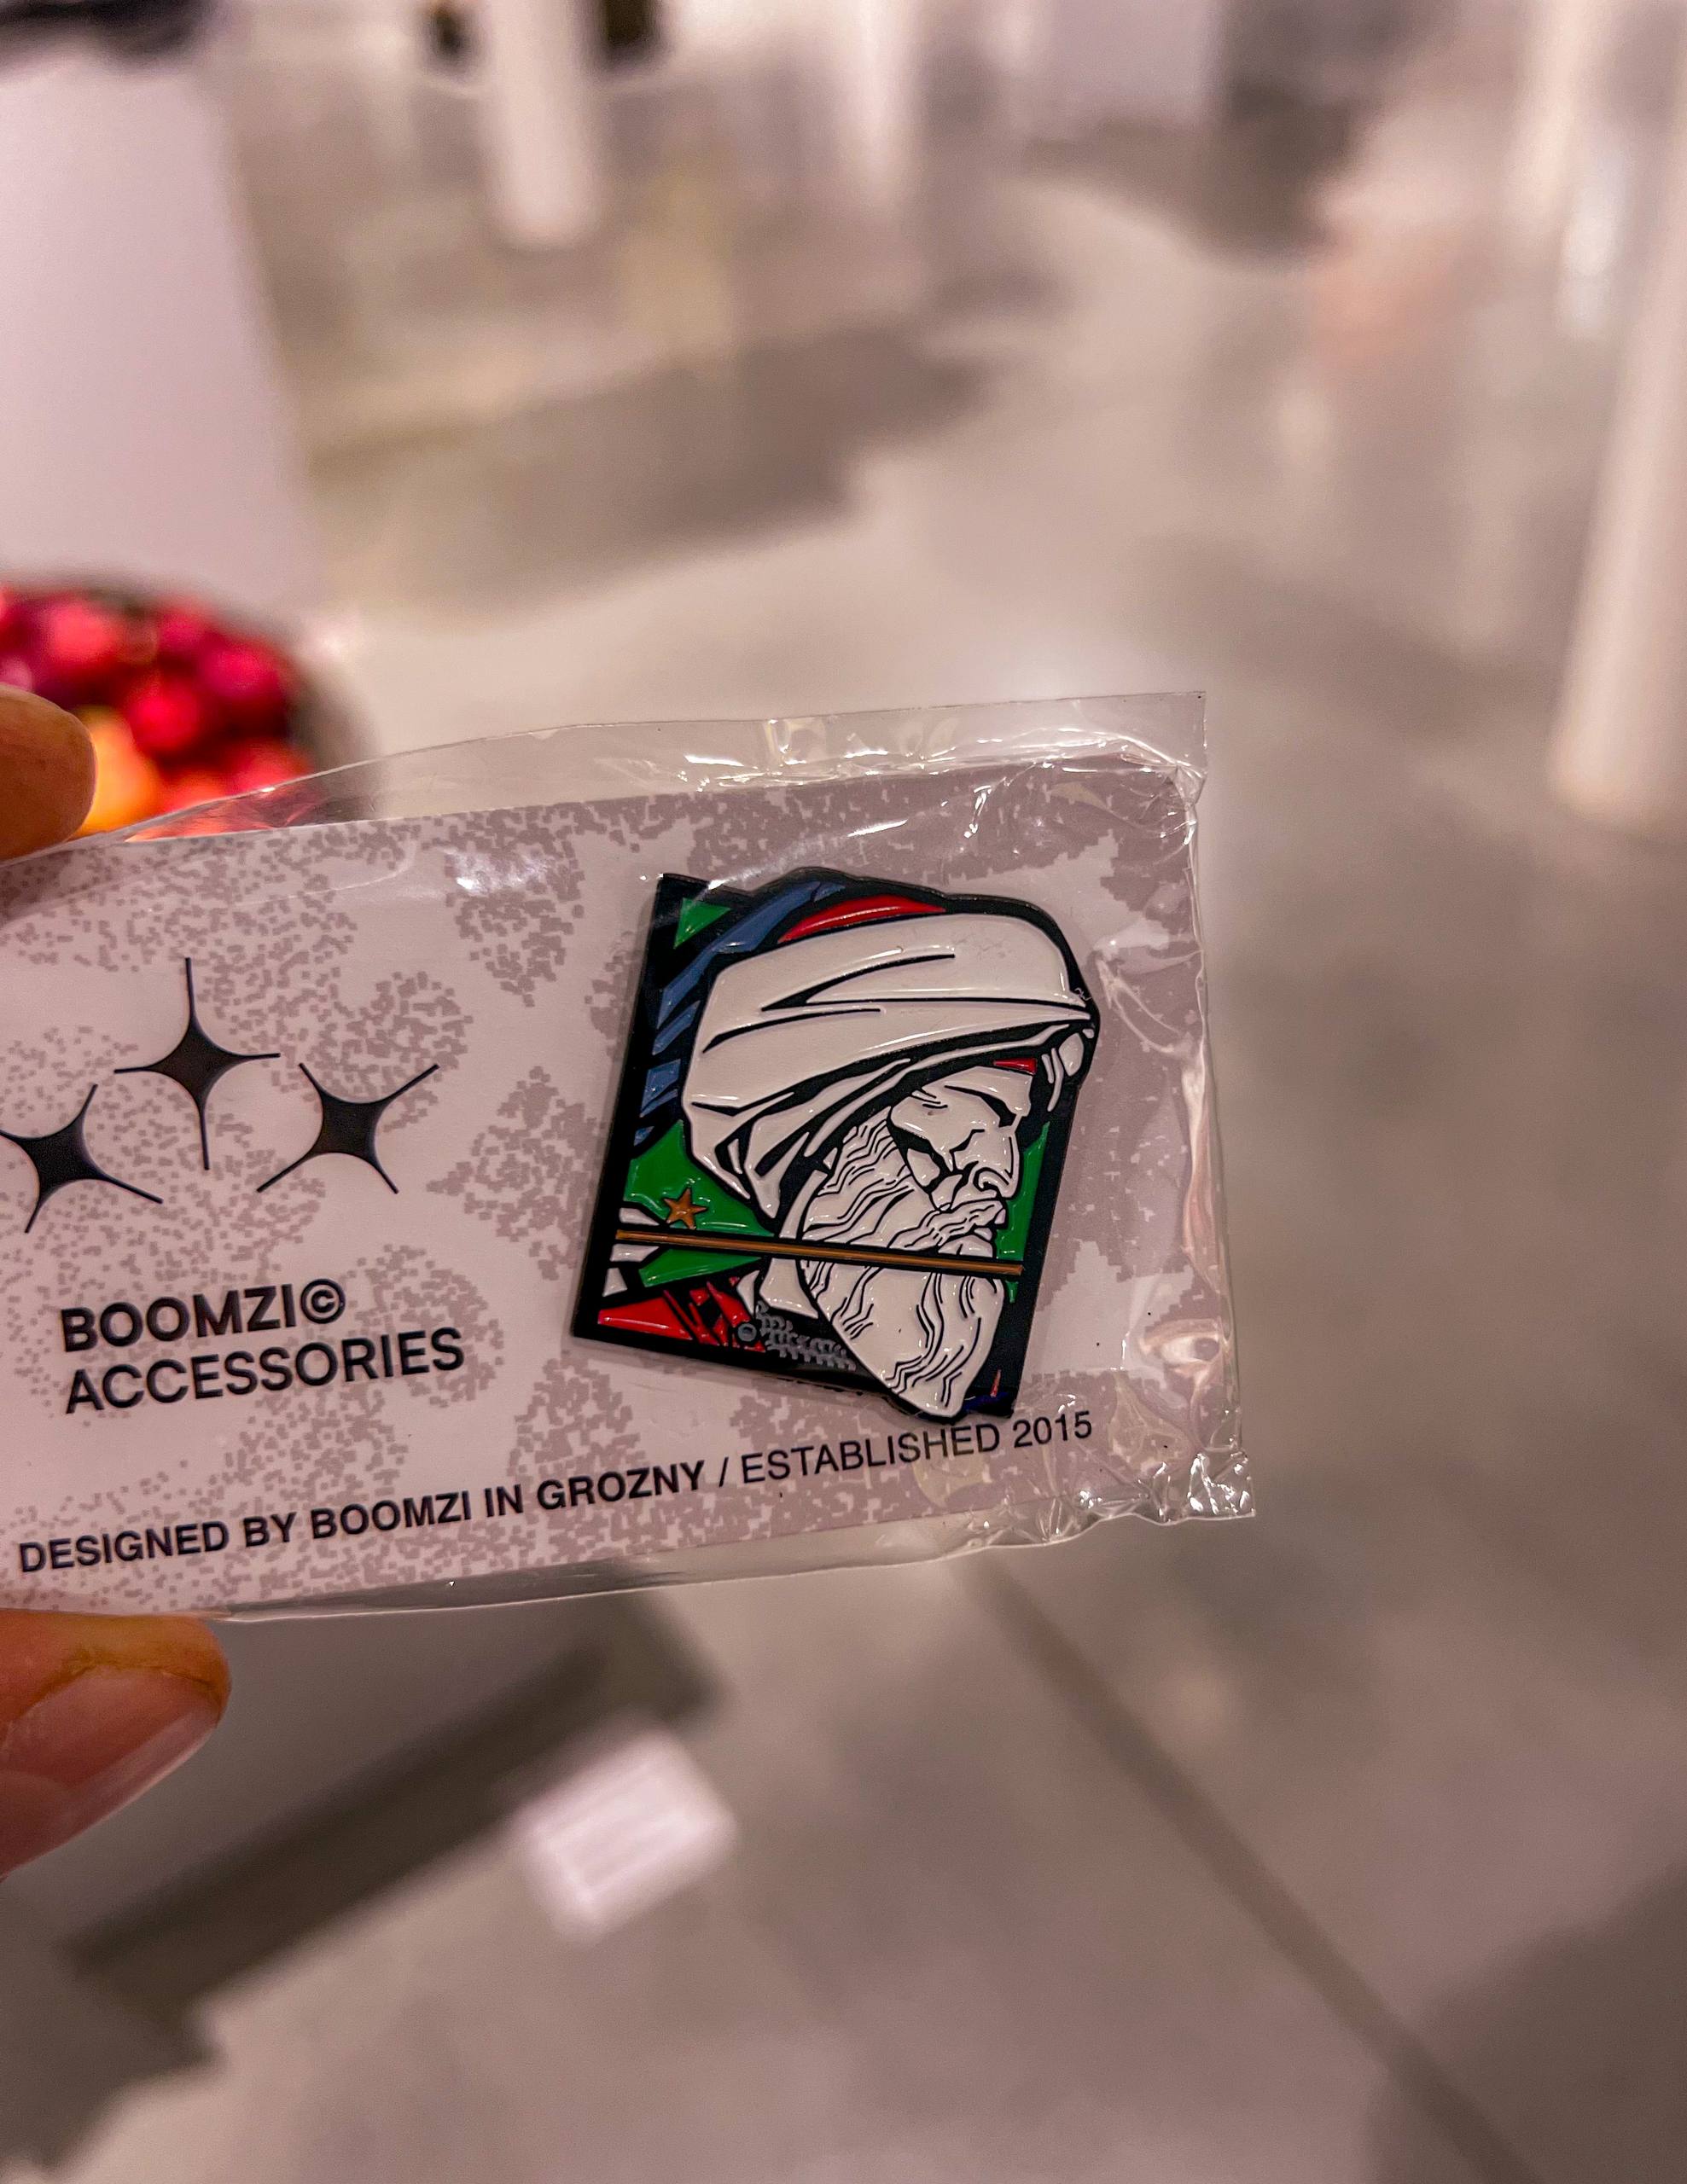 BOOMZI©
ACCESSORIES
DESIGNED BY BOOMZI IN GROZNY / ESTABLISHED 2015